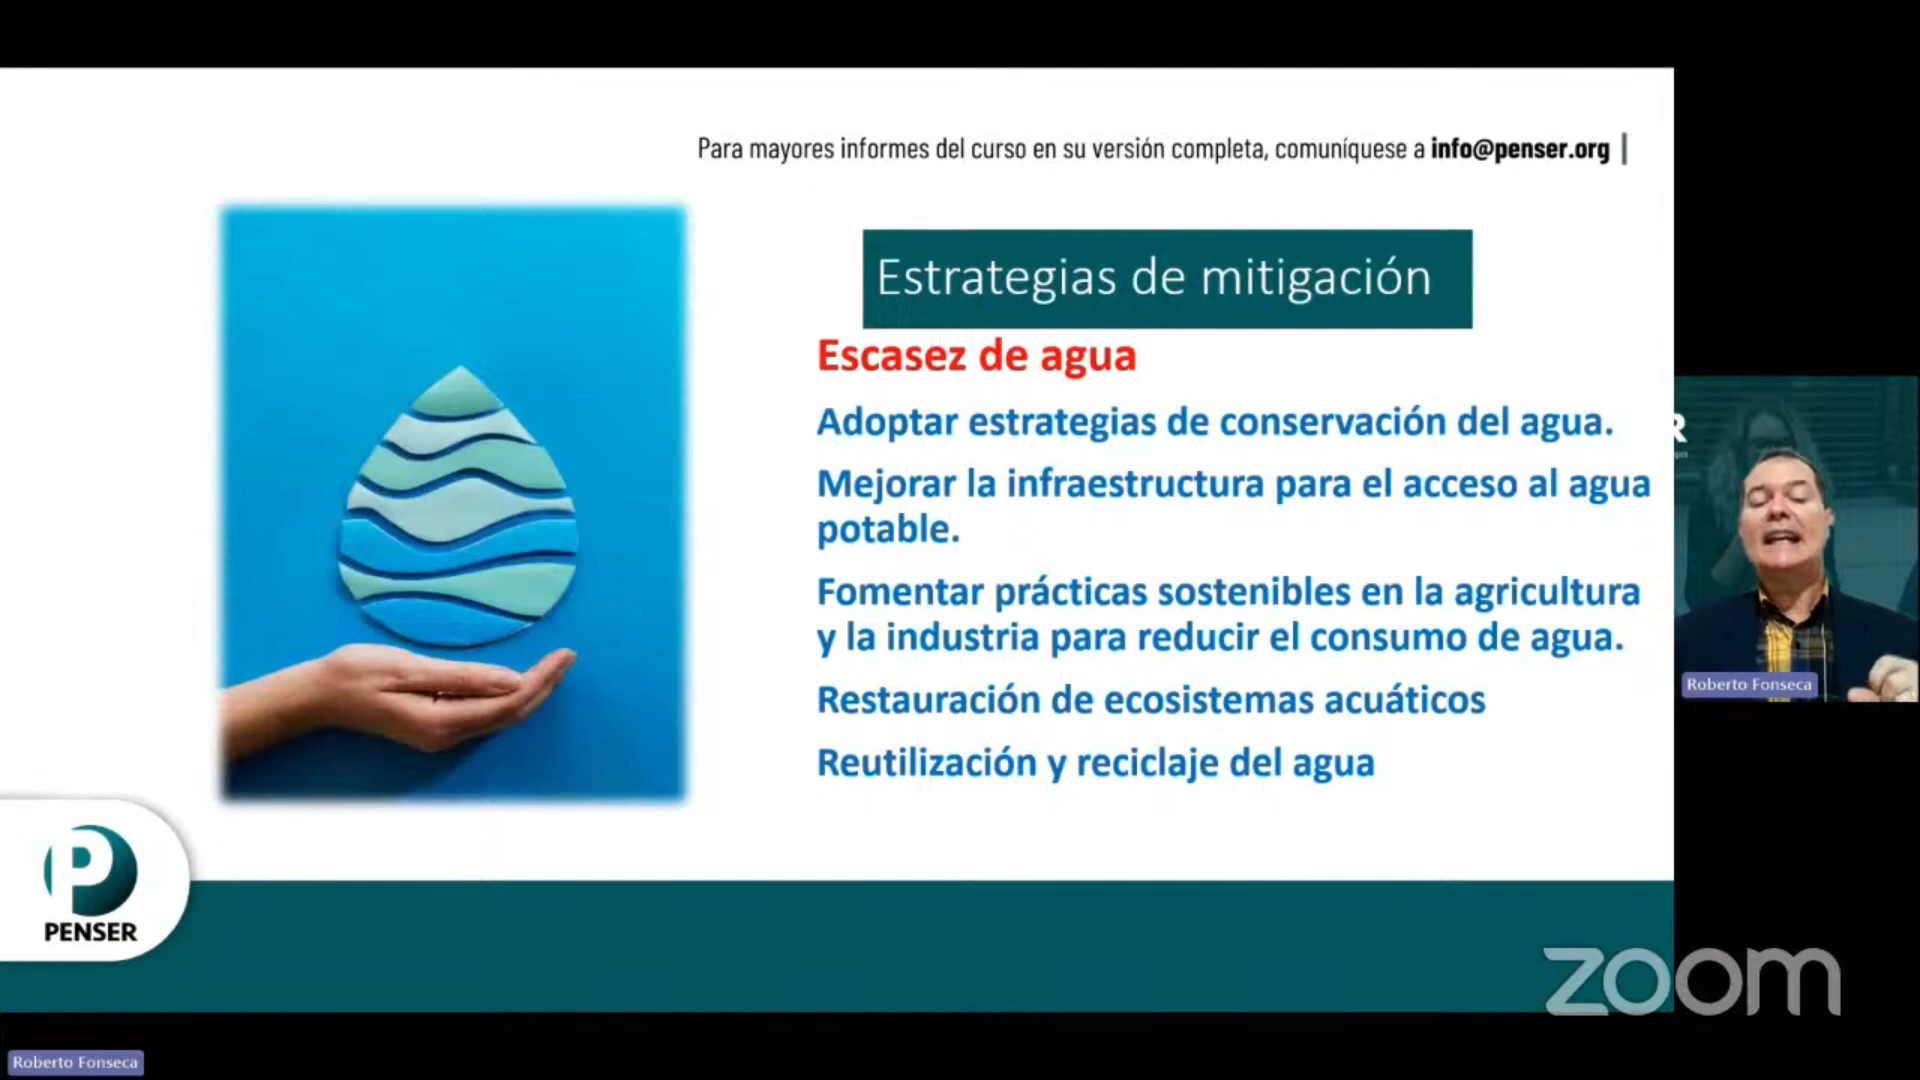 Para mayores informes del curso en su versión completa, comuníquese a info@penser.org |
Estrategias de mitigación
Escasez de agua
Adoptar estrategias de conservación del agua.
Mejorar la infraestructura para el acceso al agua
potable.
Fomentar prácticas sostenibles en la agricultura
y la industria para reducir el consumo de agua.
Restauración de ecosistemas acuáticos
Reutilización y reciclaje del agua
R
Roberto Fonseca
P
PENSER
zoom
Roberto Fonseca